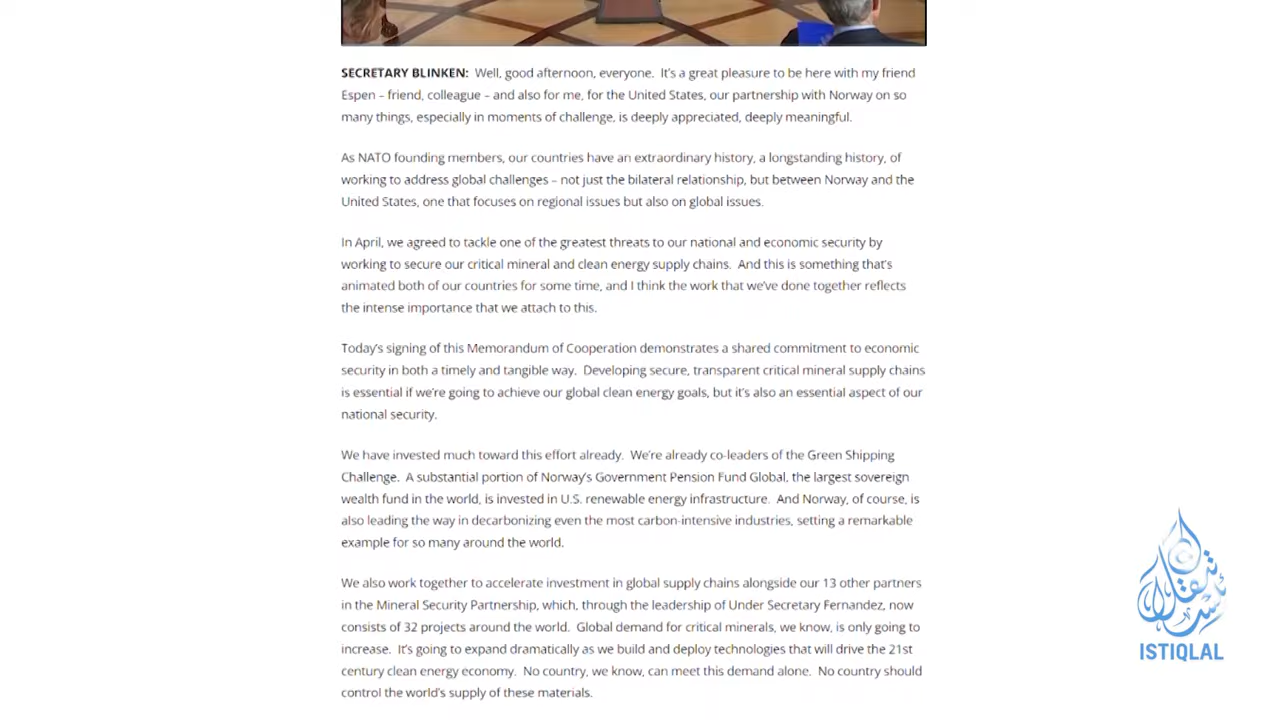 SECRETARY BLINKEN: Well, good afternoon, everyone. It's a great pleasure to be here with my friend
Espen – friend, colleague – and also for me, for the United States, our partnership with Norway on so
many things, especially in moments of challenge, is deeply appreciated, deeply meaningful.
As NATO founding members, our countries have an extraordinary history, a longstanding history, of
working to address global challenges – not just the bilateral relationship, but between Norway and the
United States, one that focuses on regional issues but also on global issues.
In April, we agreed to tackle one of the greatest threats to our national and economic security by
working to secure our critical mineral and clean energy supply chains. And this is something that's
animated both of our countries for some time, and I think the work that we've done together reflects
the intense importance that we attach to this.
Today's signing of this Memorandum of Cooperation demonstrates a shared commitment to economic
security in both a timely and tangible way. Developing secure, transparent critical mineral supply chains
is essential if we're going to achieve our global clean energy goals, but it's also an essential aspect of our
national security.
We have invested much toward this effort already. We're already co-leaders of the Green Shipping
Challenge. A substantial portion of Norway's Government Pension Fund Global, the largest sovereign
wealth fund in the world, is invested in U.S. renewable energy infrastructure. And Norway, of course, is
also leading the way in decarbonizing even the most carbon-intensive industries, setting a remarkable
example for so many around the world.
We also work together to accelerate investment in global supply chains alongside our 13 other partners
in the Mineral Security Partnership, which, through the leadership of Under Secretary Fernandez, now
consists of 32 projects around the world. Global demand for critical minerals, we know, is only going to
increase. It's going to expand dramatically as we build and deploy technologies that will drive the 21st
century clean energy economy. No country, we know, can meet this demand alone. No country should
control the world's supply of these materials.
ISTIQLAL